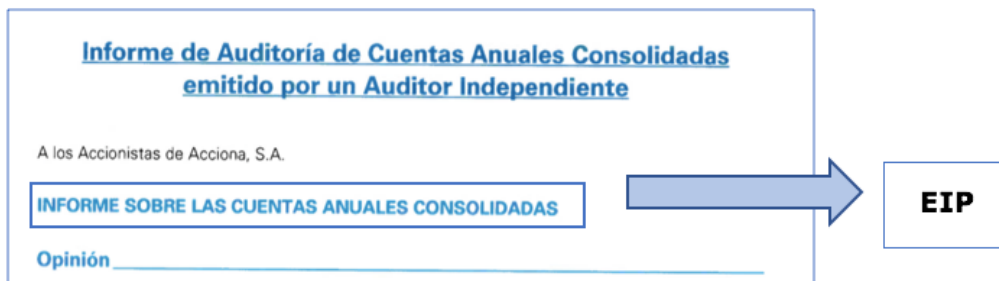 Informe de Auditoría de Cuentas Anuales Consolidadas
emitido por un Auditor Independiente
A los Accionistas de Acciona, S.A.
INFORME SOBRE LAS CUENTAS ANUALES CONSOLIDADAS
EIP
Opinión